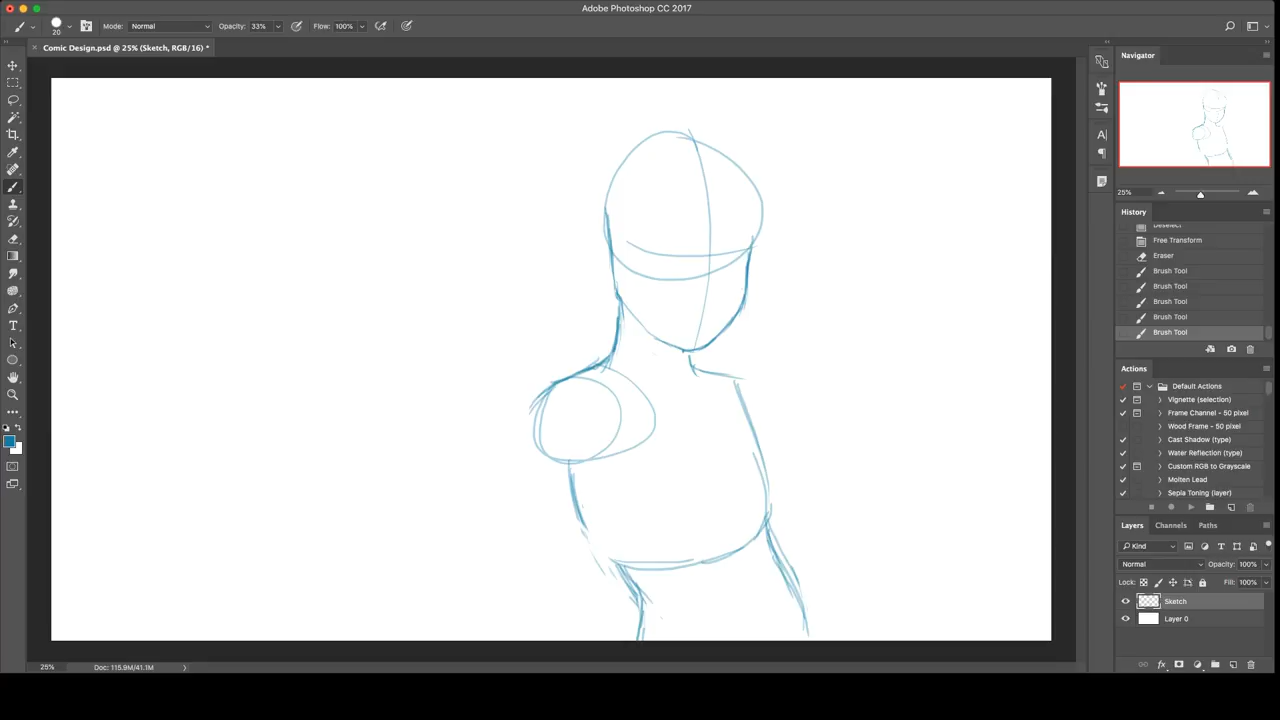 Adobe Photoshop CC 2017
20
Mode: Normal
Opacity: 33%
Flow: 100%
Comic Design.psd @ 25% (Sketch, RGB/16) *
Navigator
25%
History
Deselect
Free Transform
Eraser
Brush Tool
Brush Tool
Brush Tool
Brush Tool
Brush Tool
Actions
Default Actions
Vignette (selection)
Frame Channel - 50 pixel
Wood Frame - 50 pixel
Cast Shadow (type)
Water Reflection (type)
Custom RGB to Grayscale
Molten Lead
Sepia Toning (layer)
Layers Channels Paths
Kind
Normal Opacity: 100%
Lock: Fill: 100%
Sketch
Layer 0
25% Doc: 115.9M/41.1M